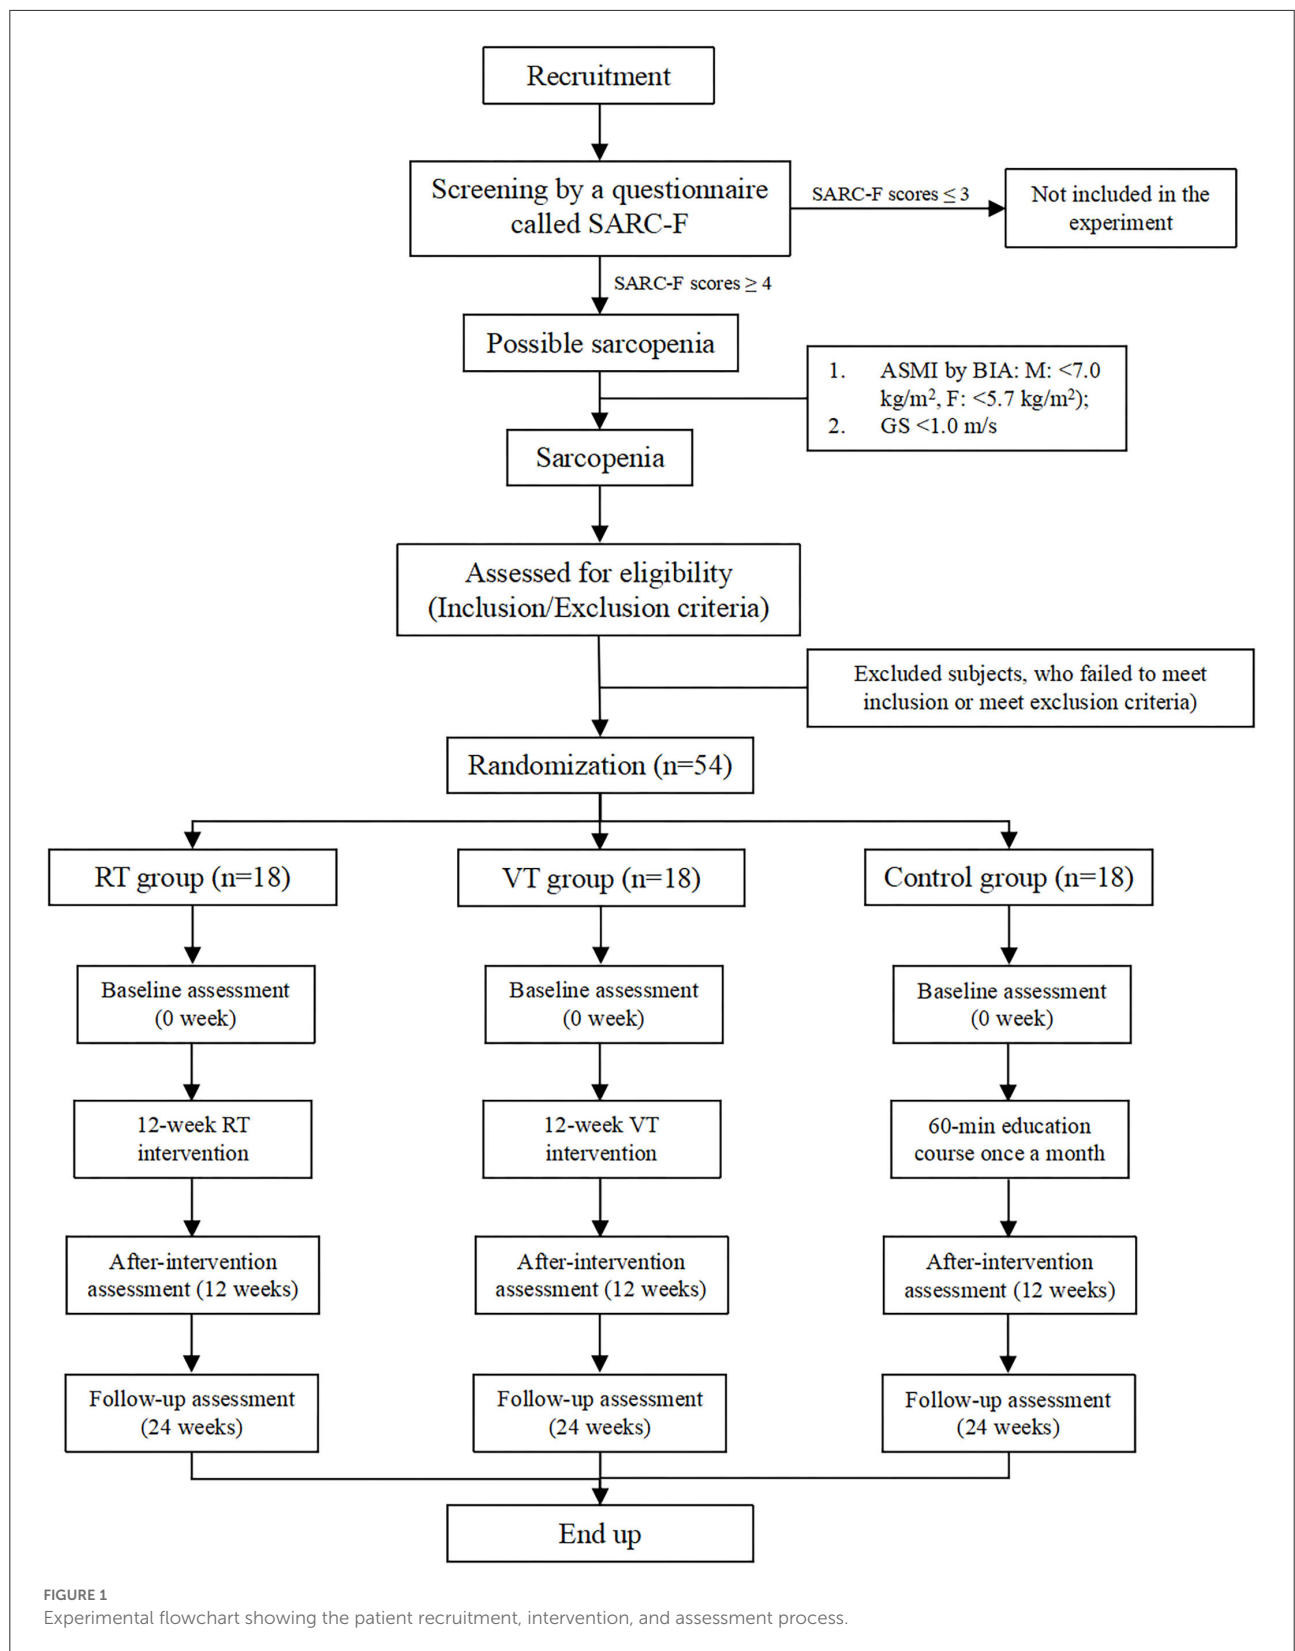 Recruitment
Screening by a questionnaire
called SARC-F
SARC-F scores ≤ 3
Not included in the
experiment
SARC-F scores ≥ 4
Possible sarcopenia
1. ASMI by BIA: M: <7.0
kg/m², F: <5.7 kg/m²);
2. GS <1.0 m/s
Sarcopenia
Assessed for eligibility
(Inclusion/Exclusion criteria)
Excluded subjects, who failed to meet
inclusion or meet exclusion criteria)
Randomization (n=54)
RT group (n=18)
VT group (n=18)
Control group (n=18)
Baseline assessment
(0 week)
Baseline assessment
(0 week)
Baseline assessment
(0 week)
12-week RT
intervention
12-week VT
intervention
60-min education
course once a month
After-intervention
assessment (12 weeks)
After-intervention
assessment (12 weeks)
After-intervention
assessment (12 weeks)
Follow-up assessment
(24 weeks)
Follow-up assessment
(24 weeks)
Follow-up assessment
(24 weeks)
End up
FIGURE 1
Experimental flowchart showing the patient recruitment, intervention, and assessment process.